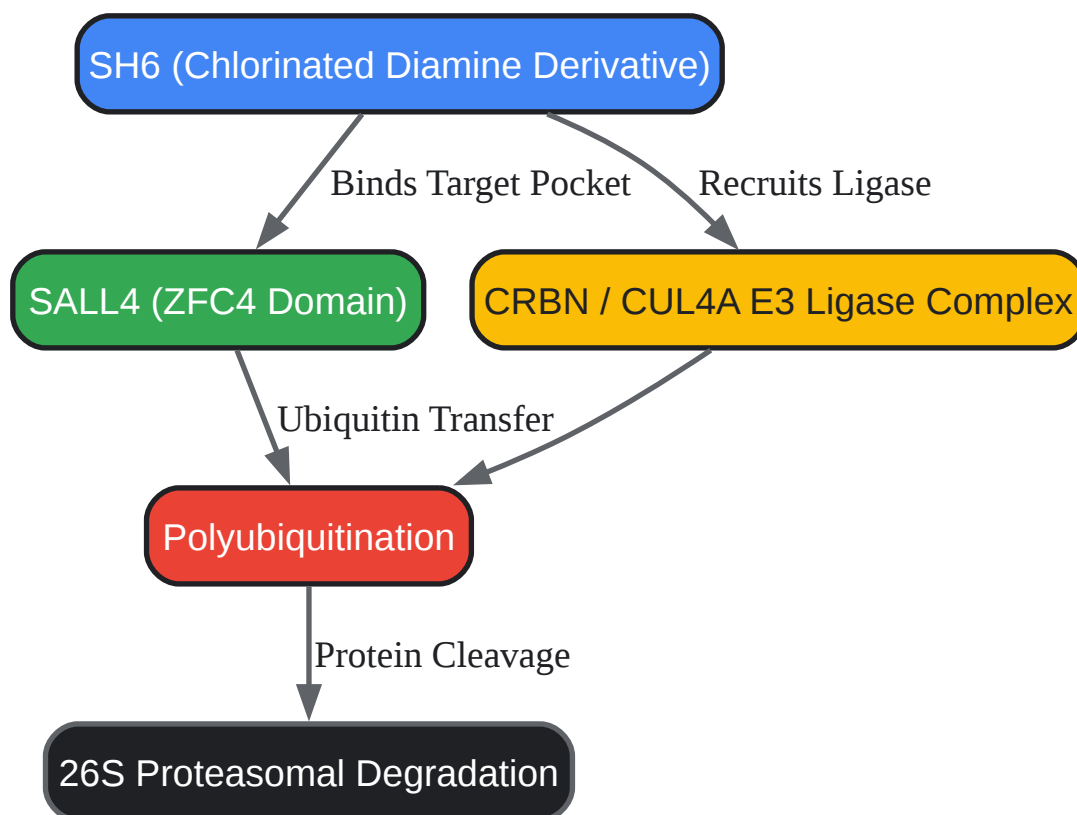 SH6 (Chlorinated Diamine Derivative)
Binds Target Pocket
Recruits Ligase
SALL4 (ZFC4 Domain)
CRBN / CUL4A E3 Ligase Complex
Ubiquitin Transfer
Polyubiquitination
Protein Cleavage
26S Proteasomal Degradation